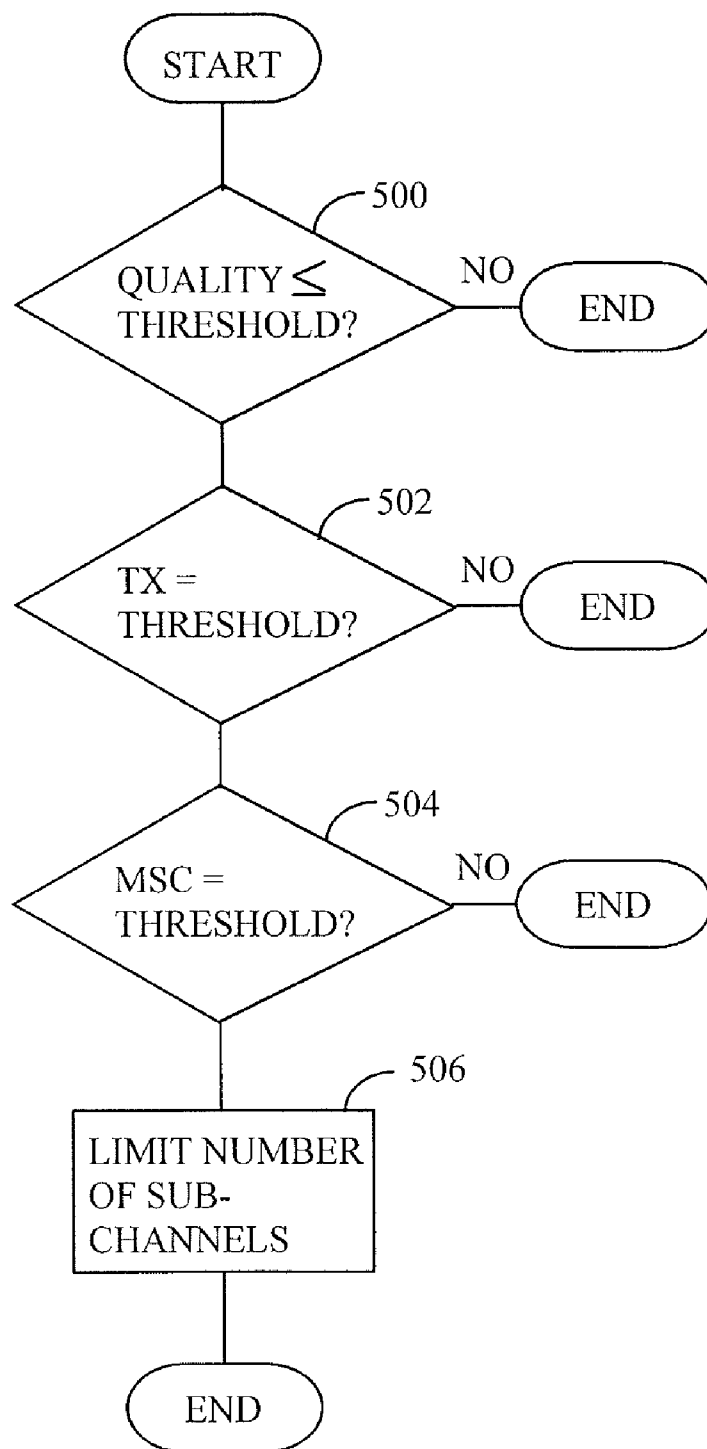 START
500
QUALITY ≤
THRESHOLD?
NO
END
502
TX =
THRESHOLD?
NO
END
504
MSC =
THRESHOLD?
NO
END
506
LIMIT NUMBER
OF SUB-
CHANNELS
END